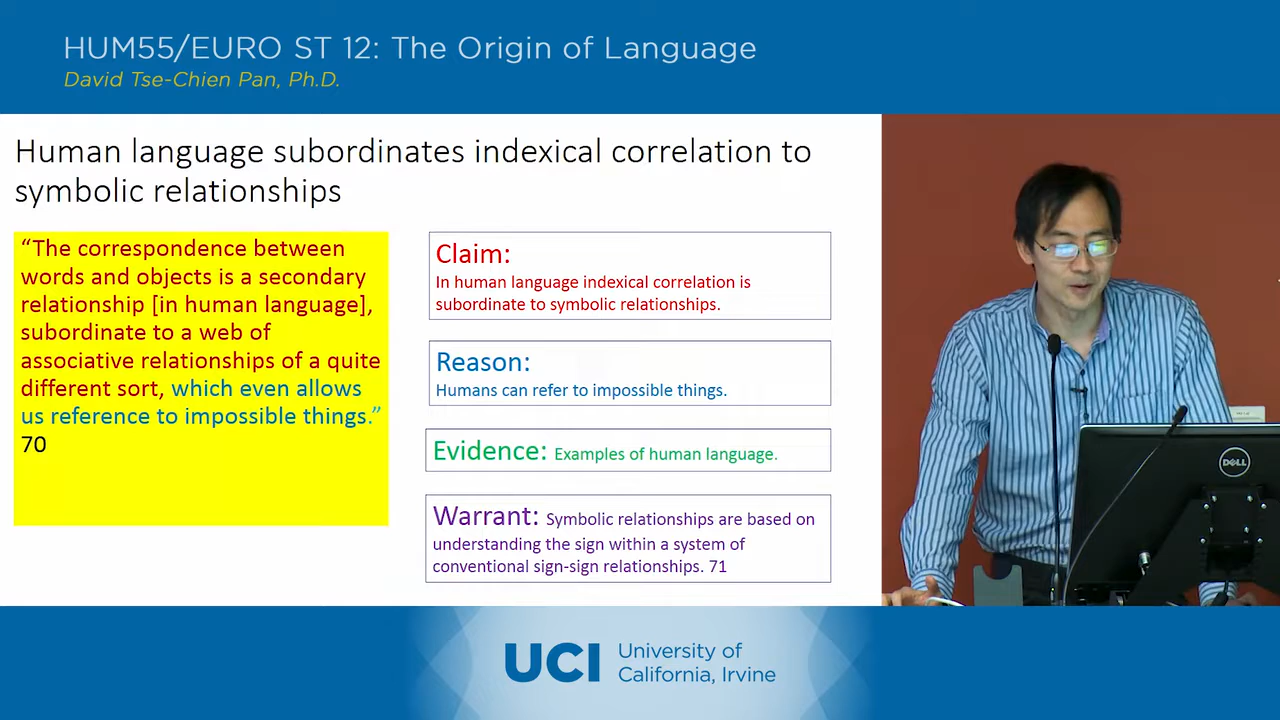 HUM55/EURO ST 12: The Origin of Language
David Tse-Chien Pan, Ph.D.
Human language subordinates indexical correlation to
symbolic relationships
“The correspondence between
words and objects is a secondary
relationship [in human language],
subordinate to a web of
associative relationships of a quite
different sort, which even allows
us reference to impossible things.”
70
Claim:
In human language indexical correlation is
subordinate to symbolic relationships.
Reason:
Humans can refer to impossible things.
Evidence: Examples of human language.
Warrant: Symbolic relationships are based on
understanding the sign within a system of
conventional sign-sign relationships. 71
DELL
UCI University of
California, Irvine